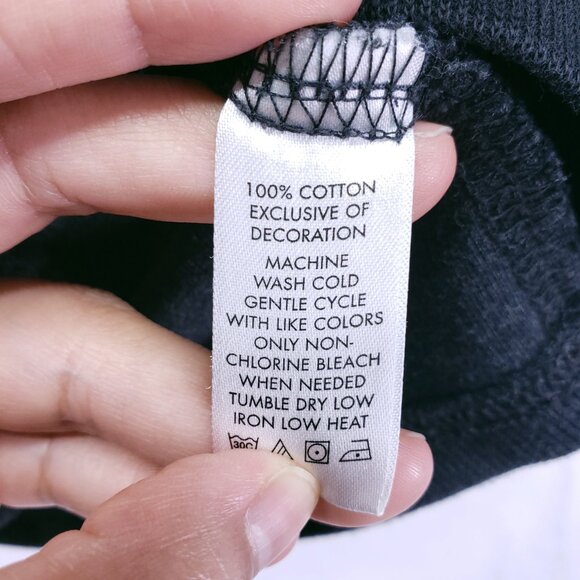 100% COTTON
EXCLUSIVE OF
DECORATION
MACHINE
WASH COLD
GENTLE CYCLE
WITH LIKE COLORS
ONLY NON-
CHLORINE BLEACH
WHEN NEEDED
TUMBLE DRY LOW
IRON LOW HEAT
30C